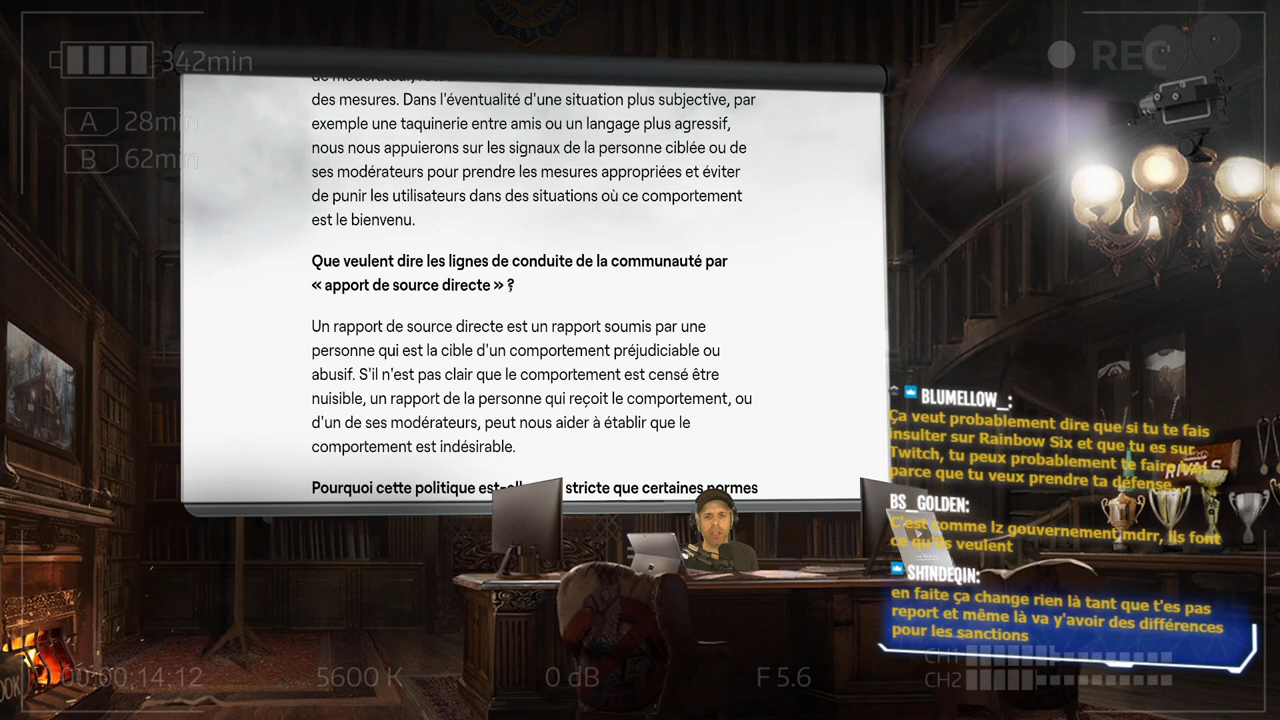 342min
A 28min
B 62min
REC
des mesures. Dans l'éventualité d'une situation plus subjective, par
exemple une taquinerie entre amis ou un langage plus agressif,
nous nous appuierons sur les signaux de la personne ciblée ou de
ses modérateurs pour prendre les mesures appropriées et éviter
de punir les utilisateurs dans des situations où ce comportement
est le bienvenu.
Que veulent dire les lignes de conduite de la communauté par
« apport de source directe » ?
Un rapport de source directe est un rapport soumis par une
personne qui est la cible d'un comportement préjudiciable ou
abusif. S'il n'est pas clair que le comportement est censé être
nuisible, un rapport de la personne qui reçoit le comportement, ou
d'un de ses modérateurs, peut nous aider à établir que le
comportement est indésirable.
Pourquoi cette politique stricte que certaines normes
BLUMELLOW_:
Ça veut probablement dire que si tu te fais
insulter sur Rainbow Six et que tu es sur
Twitch, tu peux probablement te faire
parce que tu veux prendre ta défense
RIVALS
BS_GOLDEN:
C'est comme lz gouvernement mdrr, ils font
ce qu'ils veulent
SHINDEQIN:
en faite ça change rien là tant que t'es pas
report et même là va y'avoir des différences
pour les sanctions
00:00:14:12
5600 K
0 dB
F 5.6
CH1
CH2